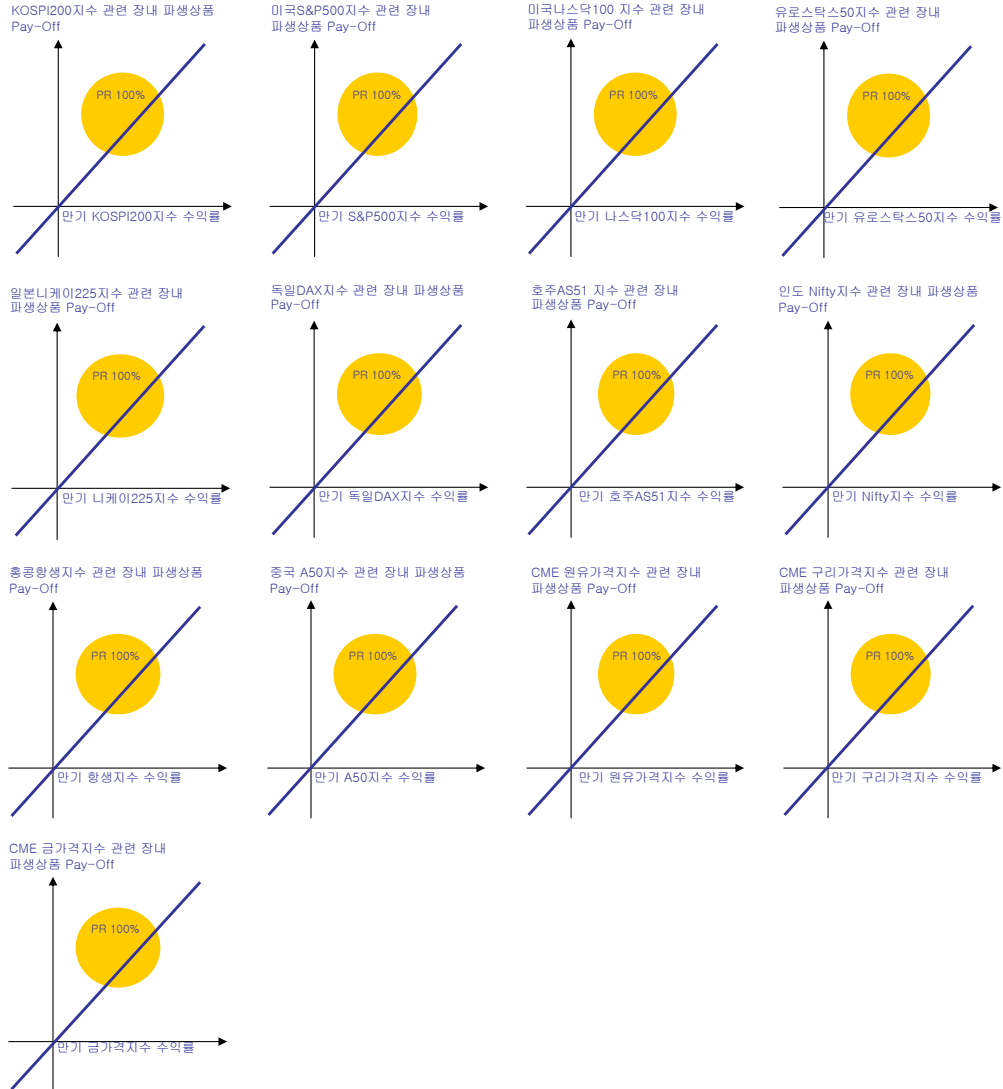 KOSPI200지수 관련 장내 파생상품
Pay-Off
PR 100%
만기 KOSPI200지수 수익률
미국S&P500지수 관련 장내
파생상품 Pay-Off
PR 100%
만기 S&P500지수 수익률
미국나스닥100 지수 관련 장내
파생상품 Pay-Off
PR 100%
만기 나스닥100지수 수익률
유로스탁스50지수 관련 장내
파생상품 Pay-Off
PR 100%
만기 유로스탁스50지수 수익률
일본니케이225지수 관련 장내
파생상품 Pay-Off
PR 100%
만기 니케이225지수 수익률
독일DAX지수 관련 장내 파생상품
Pay-Off
PR 100%
만기 독일DAX지수 수익률
호주AS51 지수 관련 장내
파생상품 Pay-Off
PR 100%
만기 호주AS51지수 수익률
인도 Nifty지수 관련 장내 파생상품
Pay-Off
PR 100%
만기 Nifty지수 수익률
홍콩항생지수 관련 장내 파생상품
Pay-Off
PR 100%
만기 항생지수 수익률
중국 A50지수 관련 장내 파생상품
Pay-Off
PR 100%
만기 A50지수 수익률
CME 원유가격지수 관련 장내
파생상품 Pay-Off
PR 100%
만기 원유가격지수 수익률
CME 구리가격지수 관련 장내
파생상품 Pay-Off
PR 100%
만기 구리가격지수 수익률
CME 금가격지수 관련 장내
파생상품 Pay-Off
PR 100%
만기 금가격지수 수익률